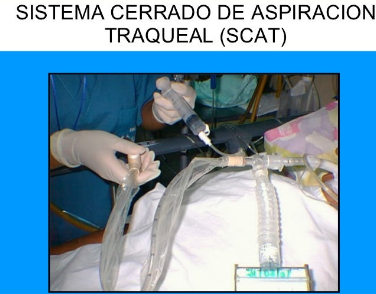 SISTEMA CERRADO DE ASPIRACION
TRAQUEAL (SCAT)